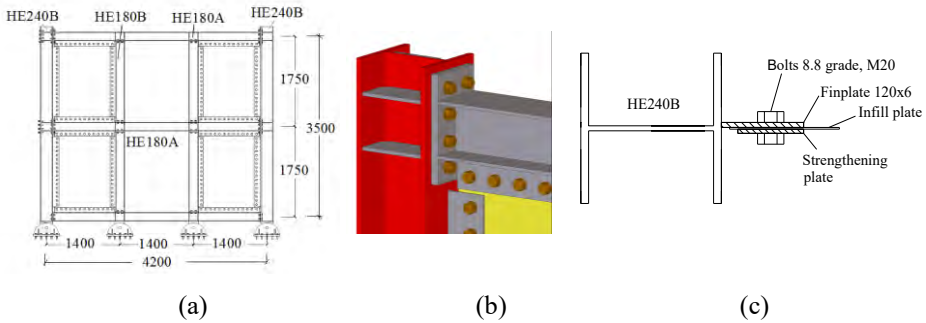 HE240B
HE180B
HE180A
HE240B
1750
3500
HE180A
1750
1400
1400
1400
4200
(a)
(b)
HE240B
Bolts 8.8 grade, M20
Finplate 120x6
Infill plate
Strengthening
plate
(c)